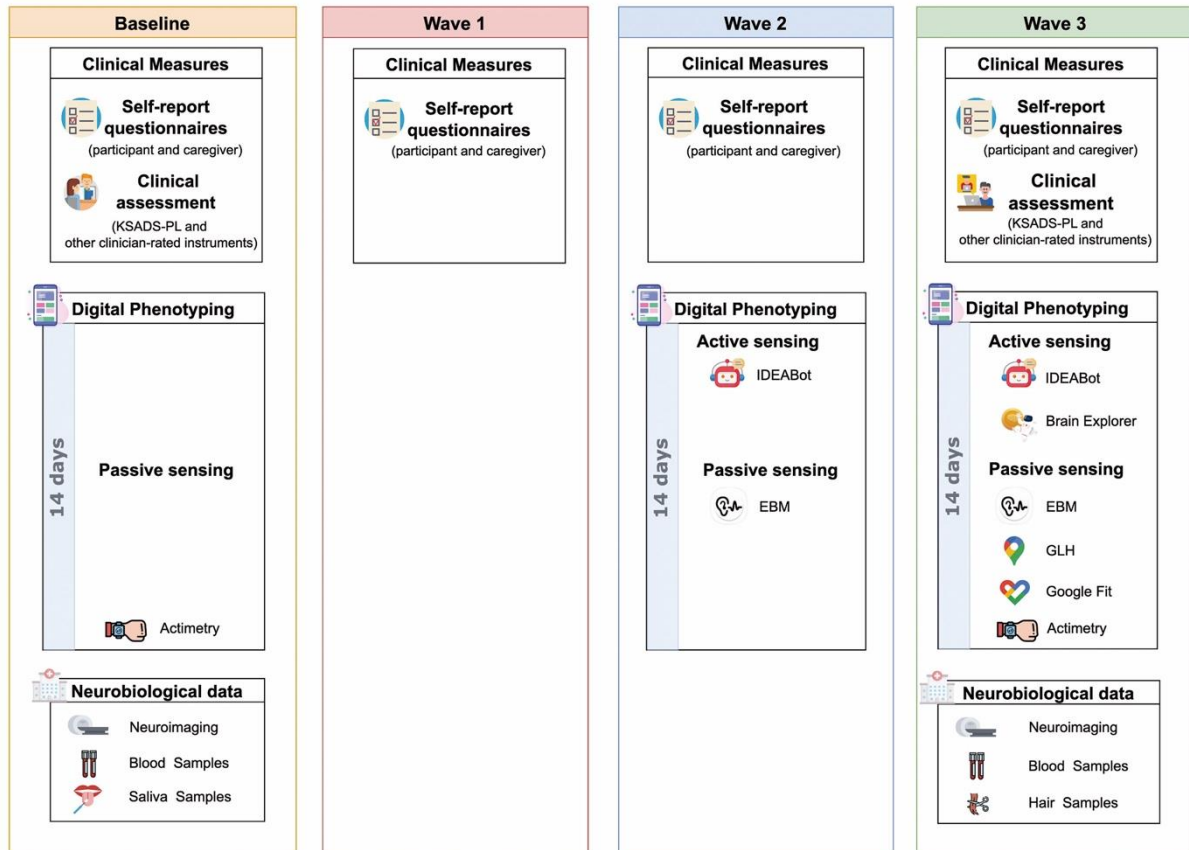 Baseline
Clinical Measures
Self-report
questionnaires
(participant and caregiver)
Clinical
assessment
(KSADS-PL and
other clinician-rated instruments)
Digital Phenotyping
14 days
Passive sensing
Actimetry
Neurobiological data
Neuroimaging
Blood Samples
Saliva Samples
Wave 1
Clinical Measures
Self-report
questionnaires
(participant and caregiver)
Wave 2
Clinical Measures
Self-report
questionnaires
(participant and caregiver)
Digital Phenotyping
14 days
Active sensing
IDEABot
Passive sensing
EBM
Wave 3
Clinical Measures
Self-report
questionnaires
(participant and caregiver)
Clinical
assessment
(KSADS-PL and
other clinician-rated instruments)
Digital Phenotyping
14 days
Active sensing
IDEABot
Brain Explorer
Passive sensing
EBM
GLH
Google Fit
Actimetry
Neurobiological data
Neuroimaging
Blood Samples
Hair Samples